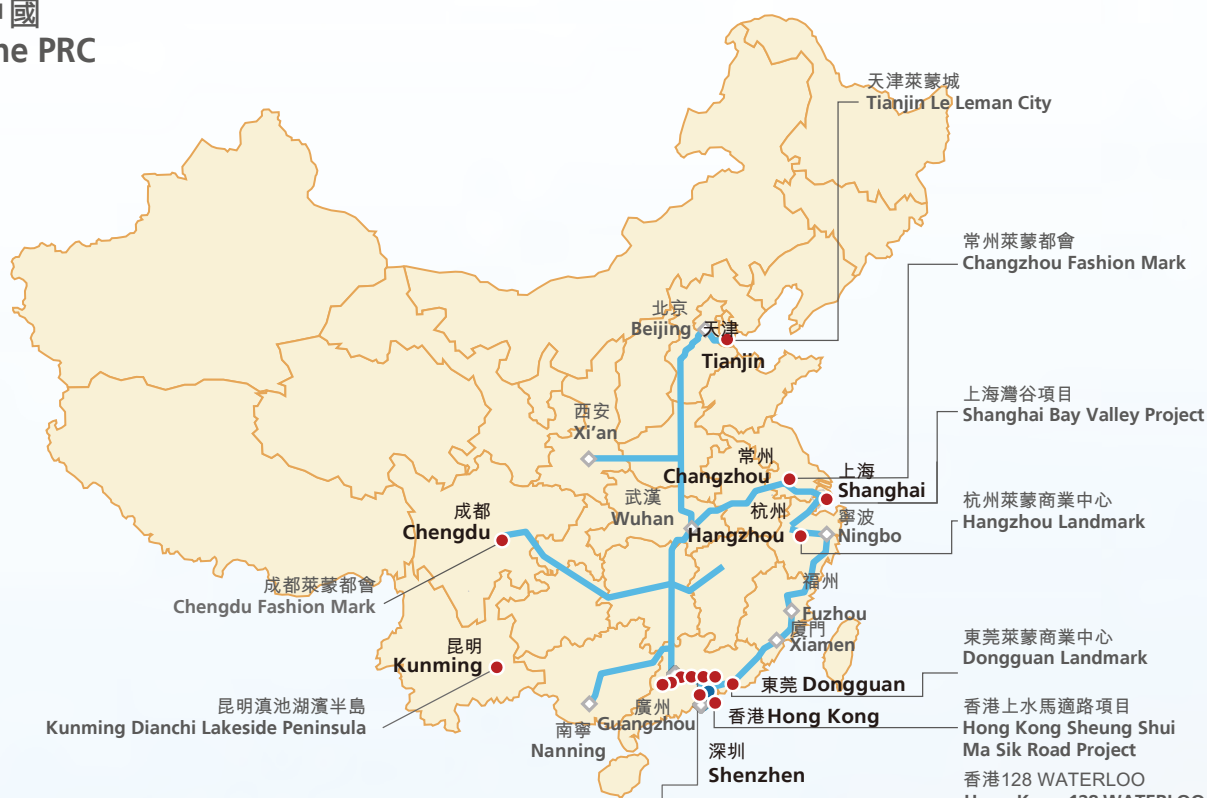 中國
the PRC
天津萊蒙城
Tianjin Le Leman City
常州萊蒙都會
Changzhou Fashion Mark
北京
Beijing
天津
Tianjin
上海灣谷項目
Shanghai Bay Valley Project
西安
Xi’an
常州
Changzhou
上海
Shanghai
武漢
Wuhan
杭州
Hangzhou
寧波
Ningbo
杭州萊蒙商業中心
Hangzhou Landmark
成都
Chengdu
成都萊蒙都會
Chengdu Fashion Mark
福州
Fuzhou
廈門
Xiamen
昆明
Kunming
東莞萊蒙商業中心
Dongguan Landmark
東莞 Dongguan
昆明滇池湖濱半島
Kunming Dianchi Lakeside Peninsula
廣州
Guangzhou
南寧
Nanning
香港 Hong Kong
香港上水馬適路項目
Hong Kong Sheung Shui
Ma Sik Road Project
深圳
Shenzhen
香港128 WATERLOO
Hong Kong 128 WATERLOO